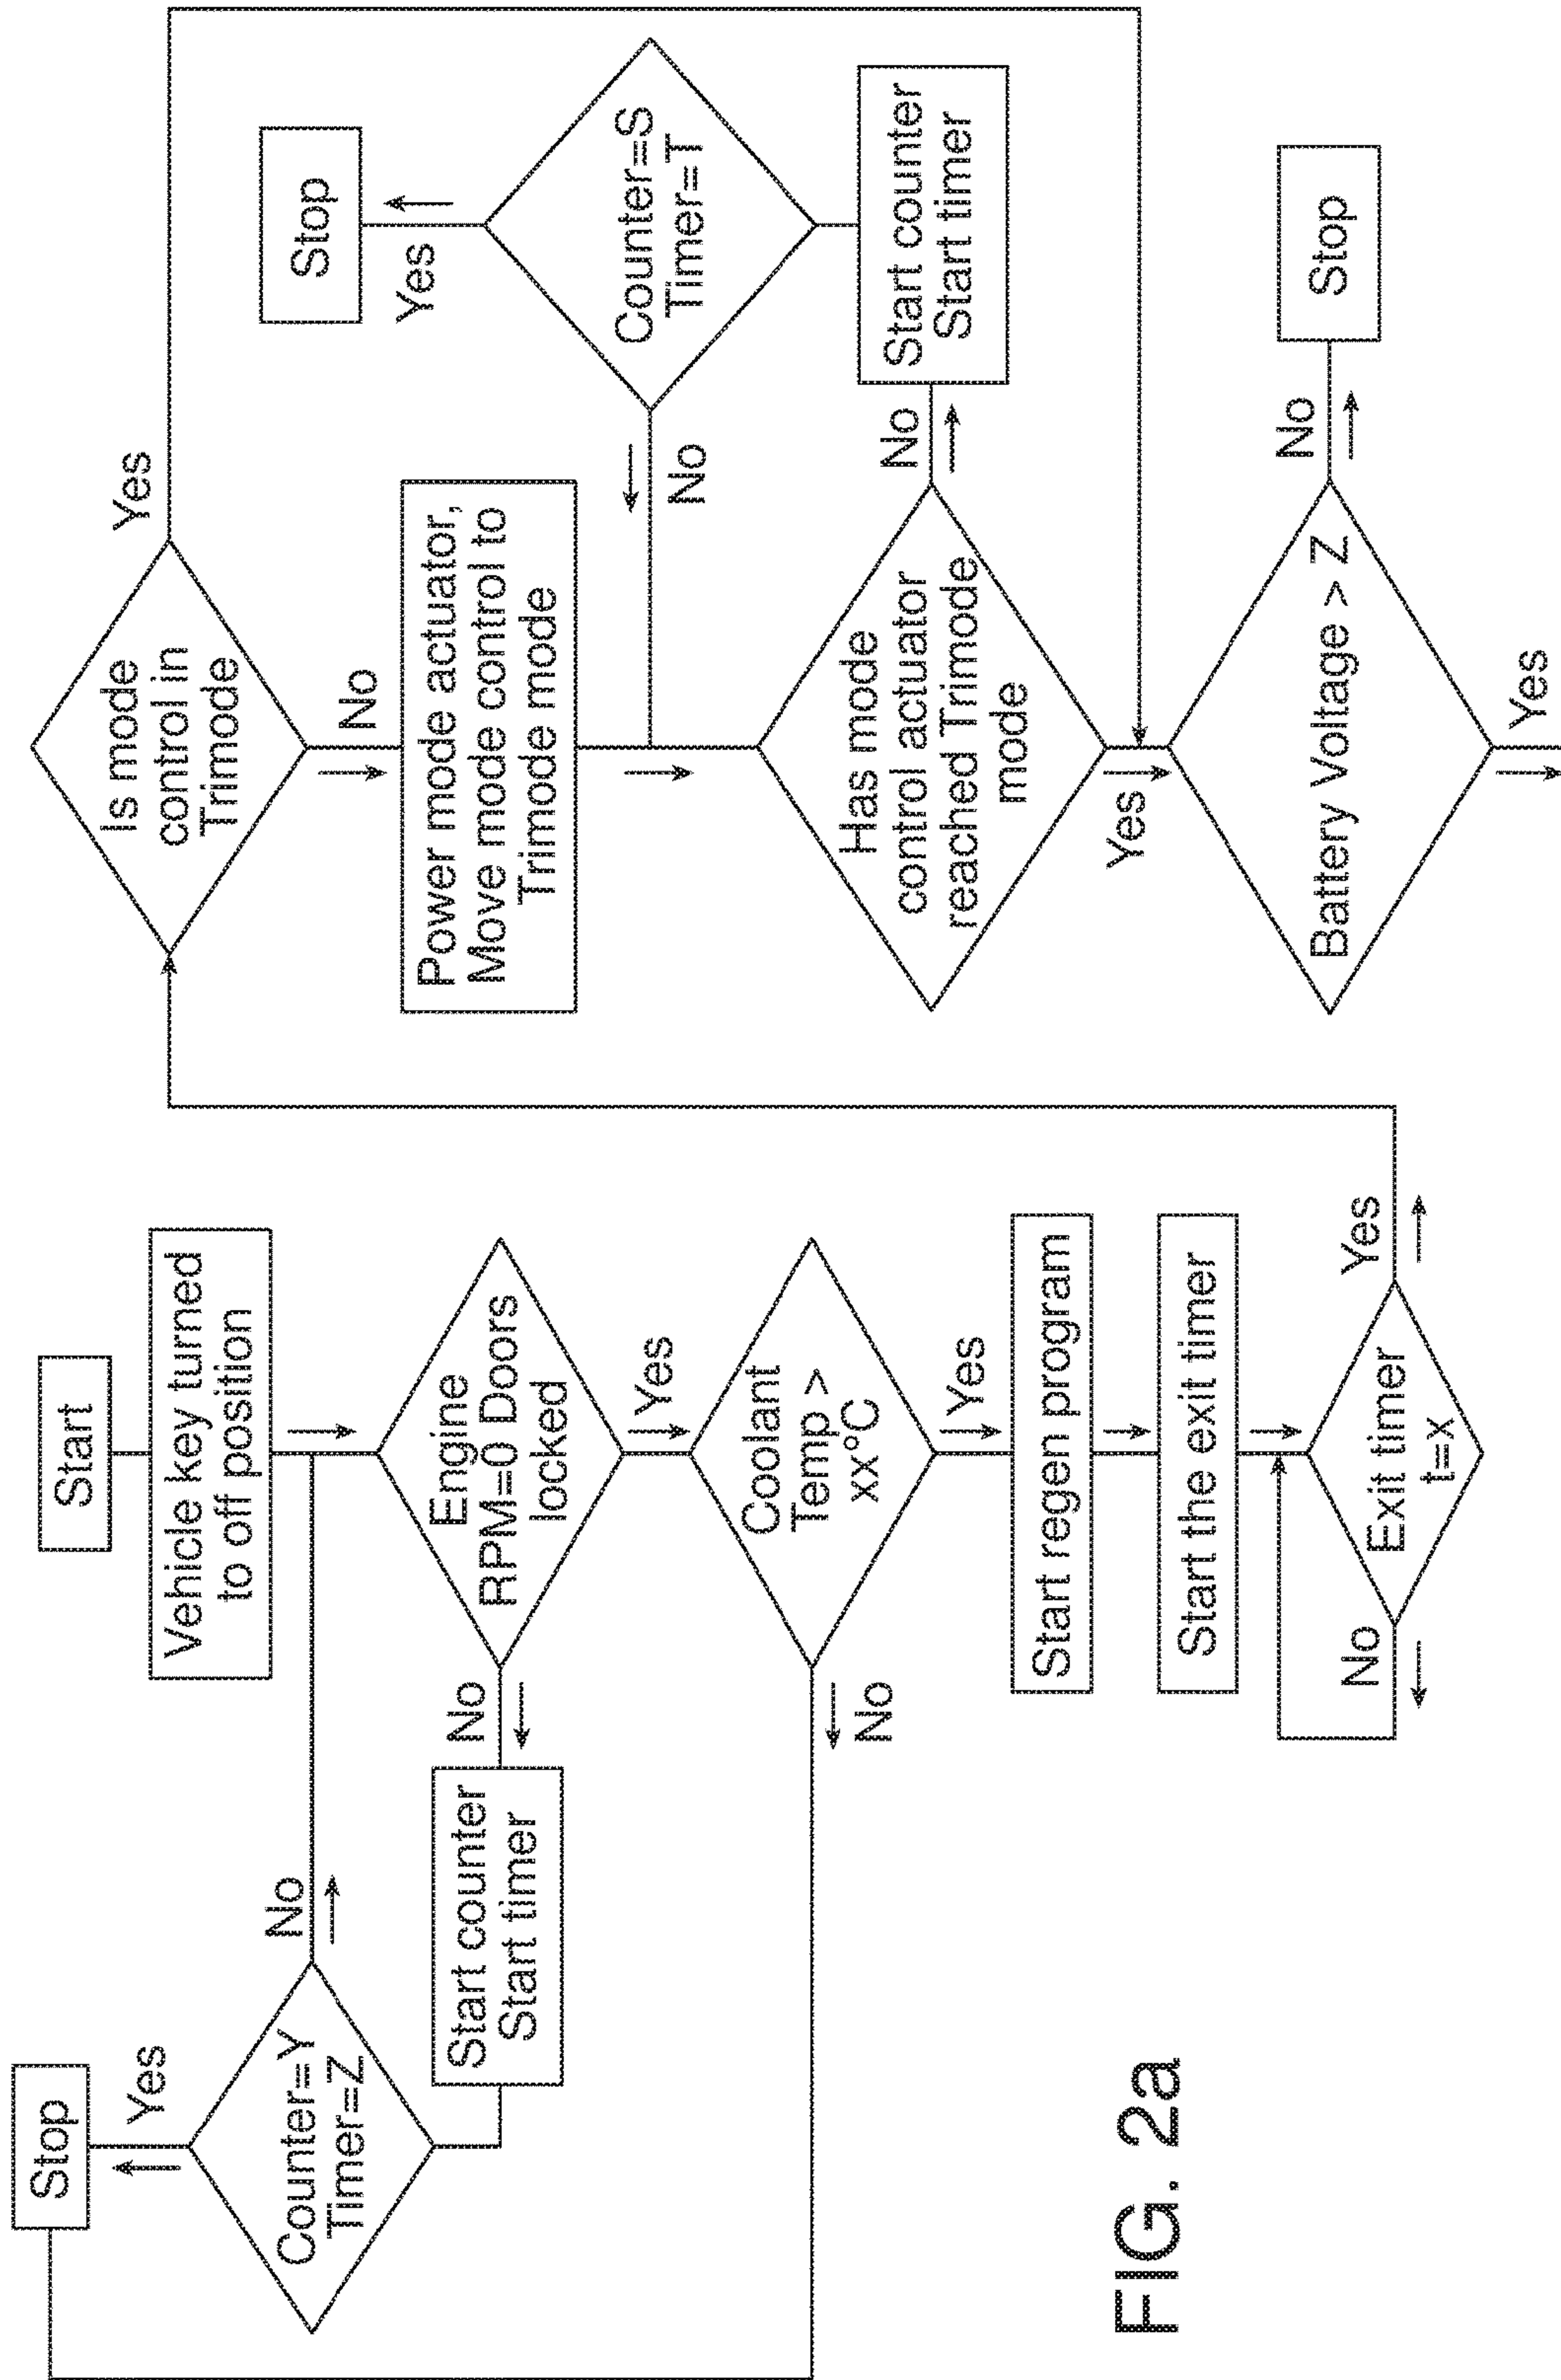 Start
Vehicle key turned
to off position
Engine
RPM=0 Doors
locked
Yes
No
Start counter
Start timer
Counter=Y
Timer=Z
No
Yes
Stop
Coolant
Temp >
xx°C
No
Yes
Start regen program
Start the exit timer
Exit timer
t=x
No
Yes
Is mode
control in
Trimode
Yes
No
Power mode actuator,
Move mode control to
Trimode mode
Has mode
control actuator
reached Trimode
mode
No
Start counter
Start timer
Counter=S
Timer=T
Yes
Stop
No
Yes
Battery Voltage > Z
No
Stop
Yes
FIG. 2a